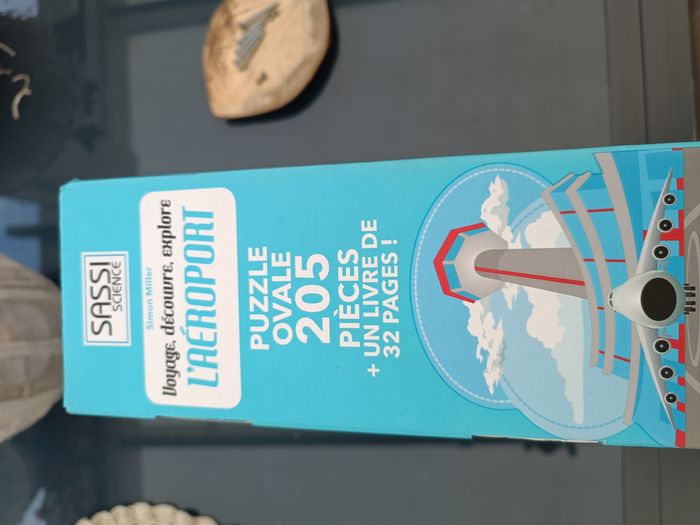 SASSI
SCIENCE
Simon Miller
Voyage, découvre, explore
L'AÉROPORT
PUZZLE
OVALE
205
PIÈCES
+ UN LIVRE DE
32 PAGES !